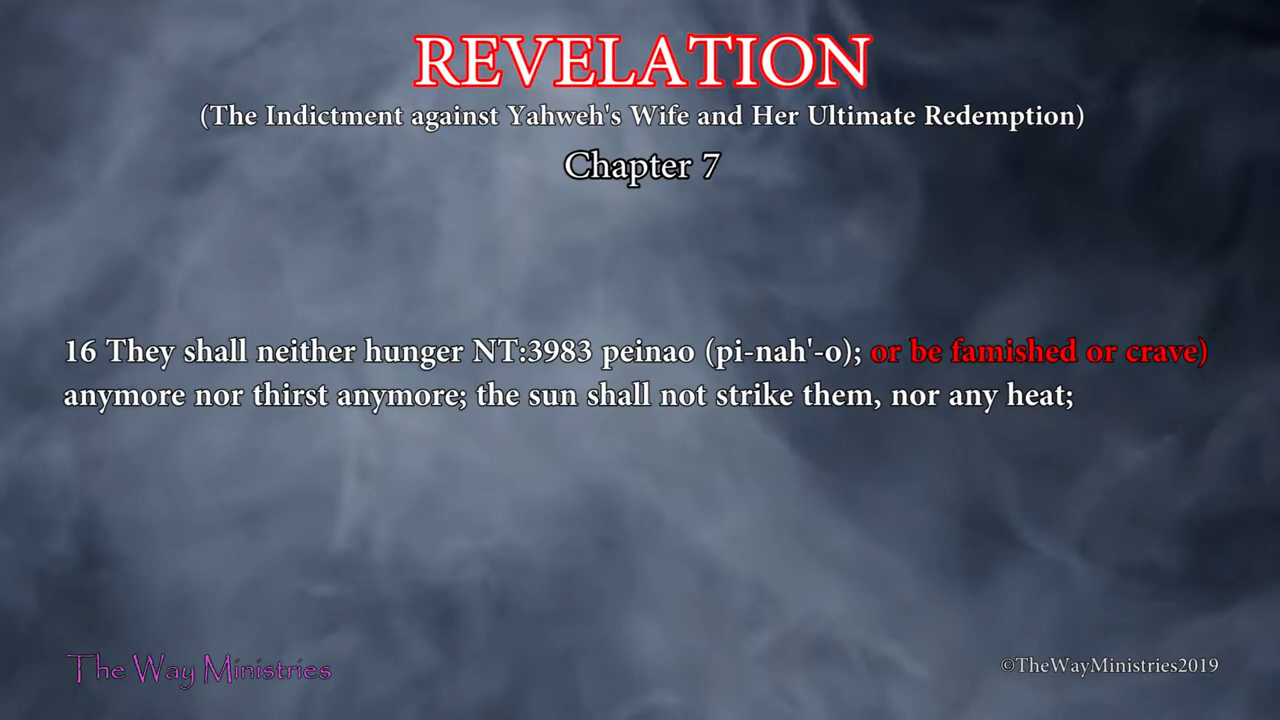 REVELATION
(The Indictment against Yahweh's Wife and Her Ultimate Redemption)
Chapter 7
16 They shall neither hunger NT:3983 peinao (pi-nah'-o); or be famished or crave)
anymore nor thirst anymore; the sun shall not strike them, nor any heat;
The Way Ministries
©TheWayMinistries2019